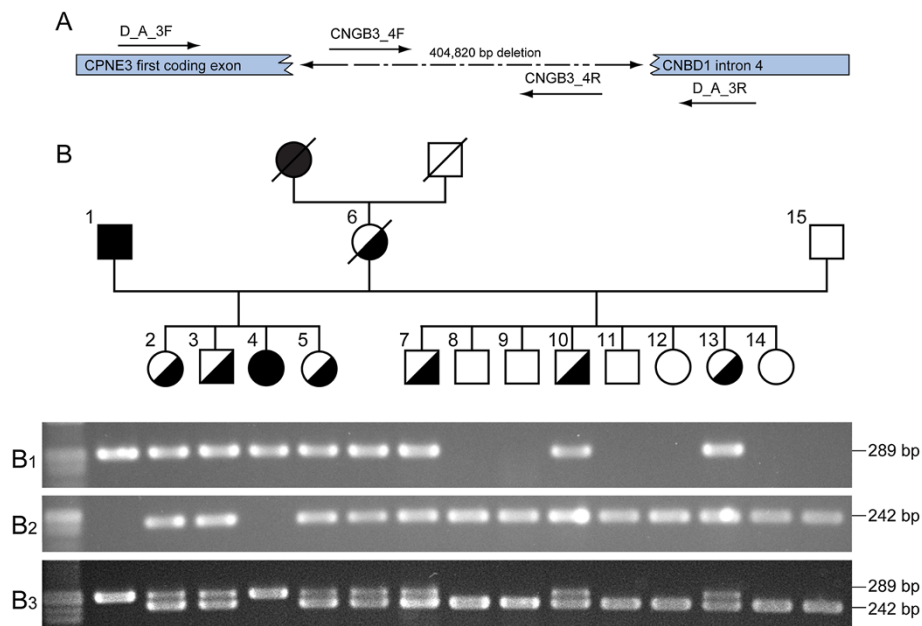 A
D_A_3F
CNGB3_4F
404,820 bp deletion
CPNE3 first coding exon
CNBD1 intron 4
CNGB3_4R
D_A_3R
B
1
6
15
2 3 4 5 7 8 9 10 11 12 13 14
B1
289 bp
B2
242 bp
B3
289 bp
242 bp